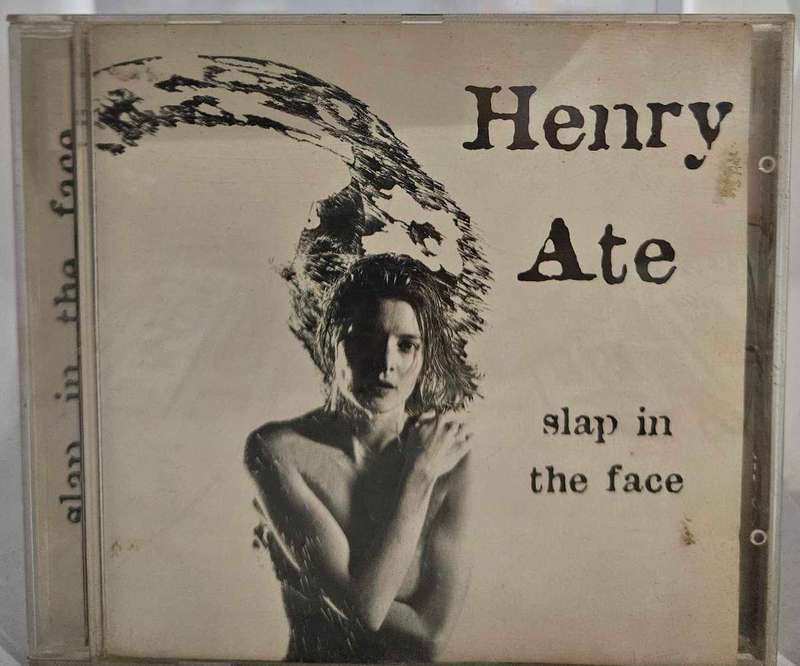 slap in the face
Henry
Ate
slap in
the face